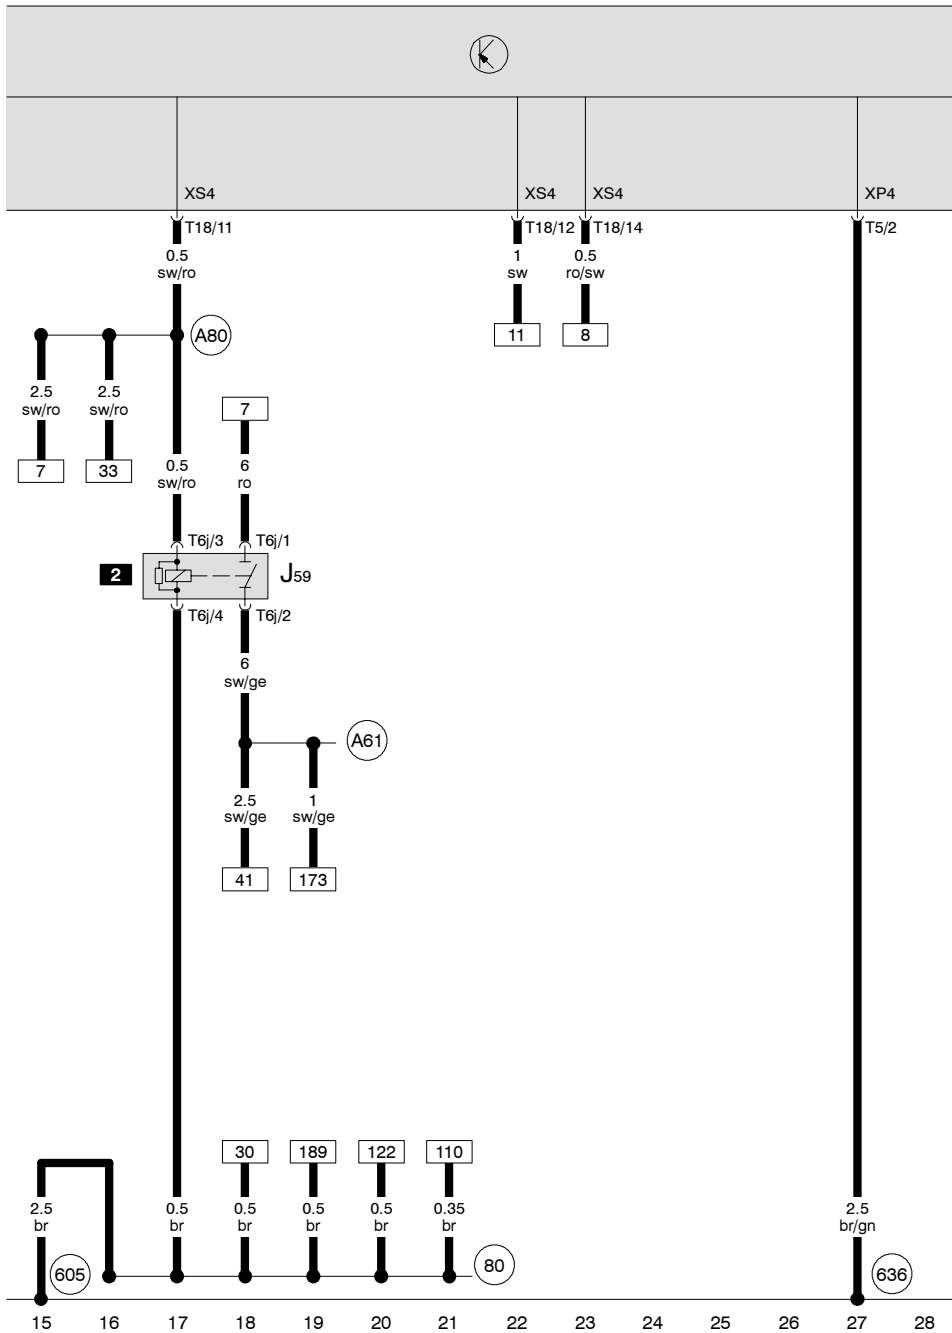 XS4 XS4 XS4 XP4
T18/11 T18/12 T18/14 T5/2
0.5 1 0.5
sw/ro sw ro/sw
A80 11 8
2.5 2.5
sw/ro sw/ro
7
7 33 0.5 6
sw/ro ro
T6j/3 T6j/1
2 J59
T6j/4 T6j/2
6
sw/ge
A61
2.5 1
sw/ge sw/ge
41 173
30 189 122 110
2.5 0.5 0.5 0.5 0.5 0.35 2.5
br br br br br br br/gn
605 80 636
15 16 17 18 19 20 21 22 23 24 25 26 27 28